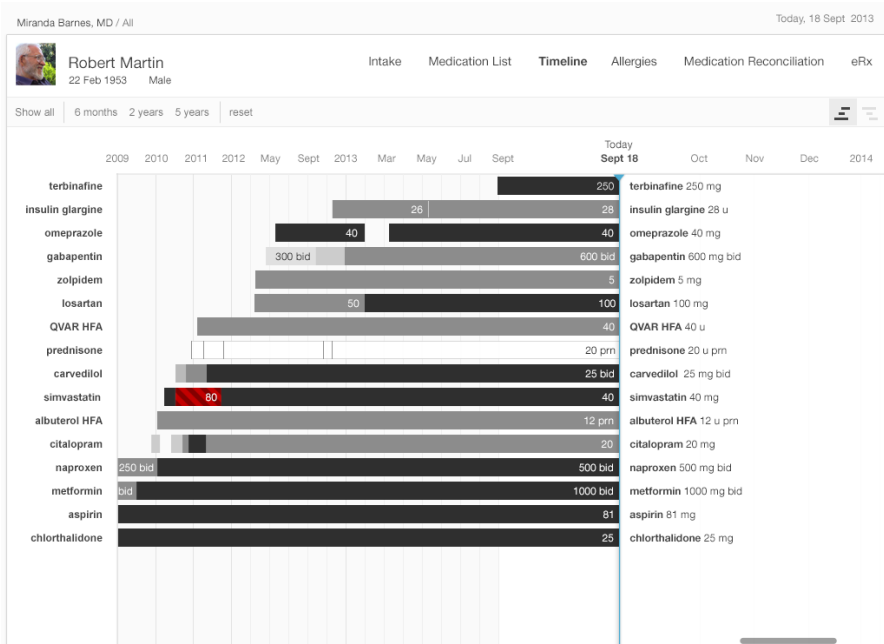 Miranda Barnes, MD / All
Today, 18 Sept 2013
Robert Martin
22 Feb 1953 Male
Intake Medication List Timeline Allergies Medication Reconciliation eRx
Show all 6 months 2 years 5 years reset
Today
2009 2010 2011 2012 May Sept 2013 Mar May Jul Sept Sept 18 Oct Nov Dec 2014
terbinafine 250 terbinafine 250 mg
insulin glargine 26 28 insulin glargine 28 u
omeprazole 40 40 omeprazole 40 mg
gabapentin 300 bid 600 bid gabapentin 600 mg bid
zolpidem 5 zolpidem 5 mg
losartan 50 100 losartan 100 mg
QVAR HFA 40 QVAR HFA 40 u
prednisone 20 prn prednisone 20 u prn
carvedilol 25 bid carvedilol 25 mg bid
simvastatin 80 40 simvastatin 40 mg
albuterol HFA 12 prn albuterol HFA 12 u prn
citalopram 20 citalopram 20 mg
naproxen 250 bid 500 bid naproxen 500 mg bid
metformin bid 1000 bid metformin 1000 mg bid
aspirin 81 aspirin 81 mg
chlorthalidone 25 chlorthalidone 25 mg